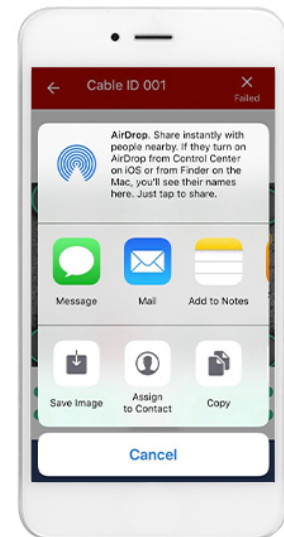 Cable ID 001
Failed
AirDrop. Share instantly with
people nearby. If they turn on
AirDrop from Control Center
on iOS or from Finder on the
Mac, you'll see their names
here. Just tap to share.
Message
Mail
Add to Notes
Save Image
Assign
to Contact
Copy
Cancel